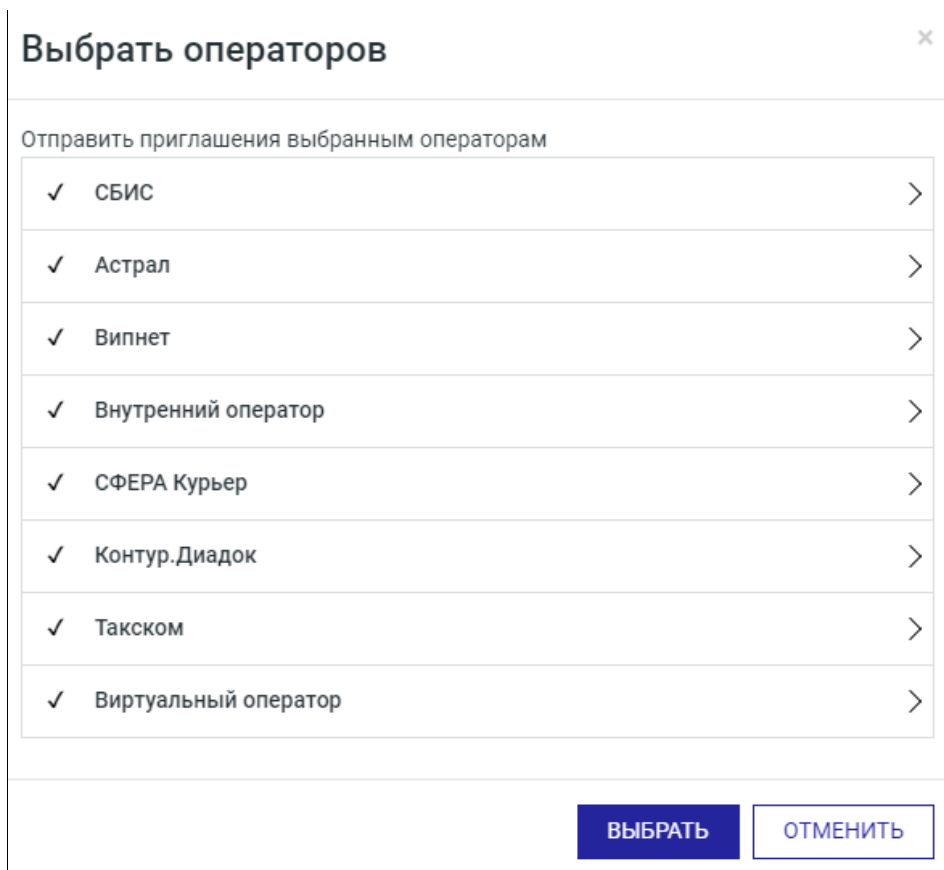 Выбрать операторов
Отправить приглашения выбранным операторам
СБИС
Астрал
Випнет
Внутренний оператор
СФЕРА Курьер
Контур.Диадок
Такском
Виртуальный оператор
ВЫБРАТЬ ОТМЕНИТЬ